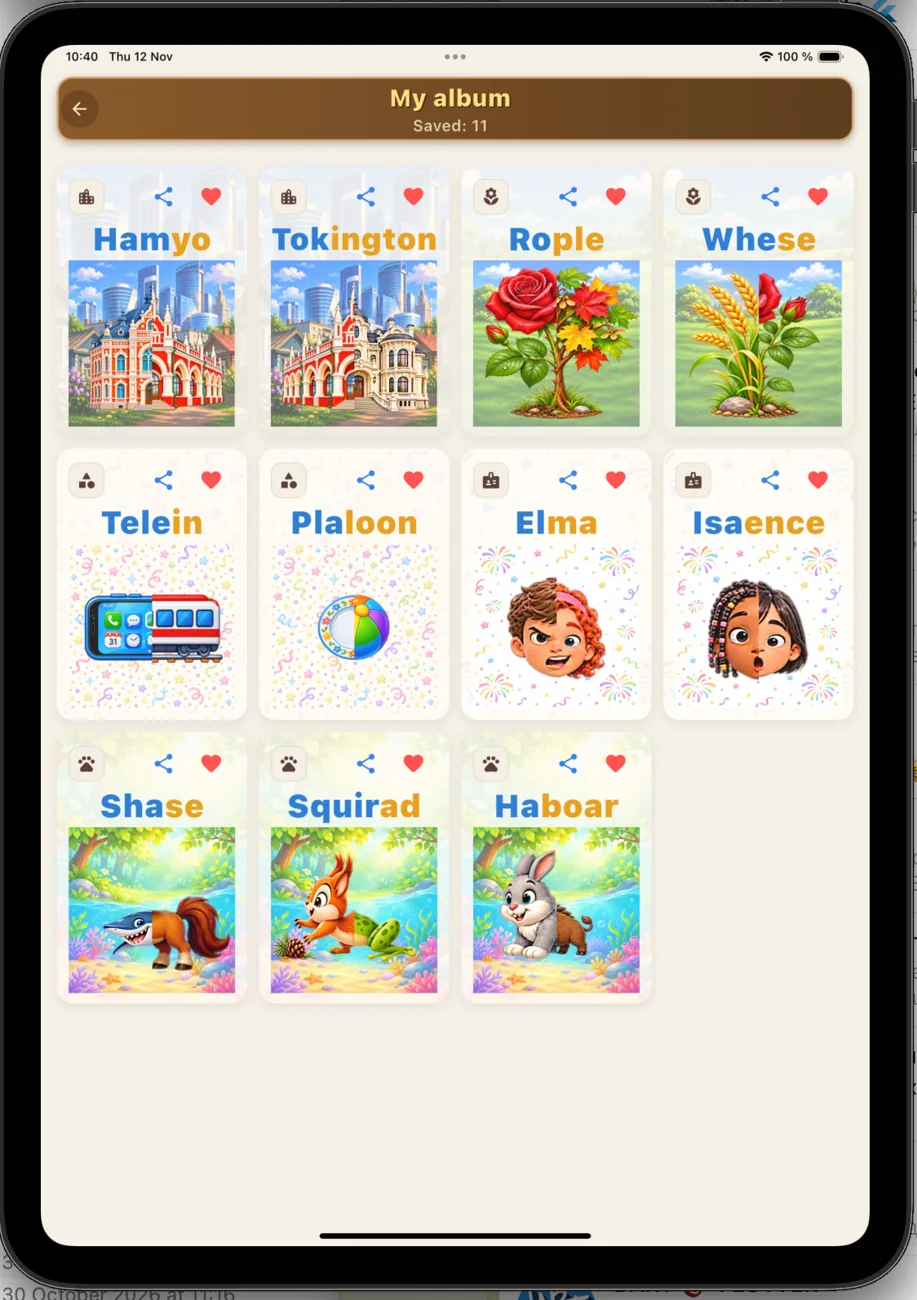 10:40 Thu 12 Nov
100 %
My album
Saved: 11
Hamyo
Tokington
Rople
Whese
Telein
Plaloon
Elma
Isaence
31
Shase
Squirad
Haboar
30 October 2026 at 11:16